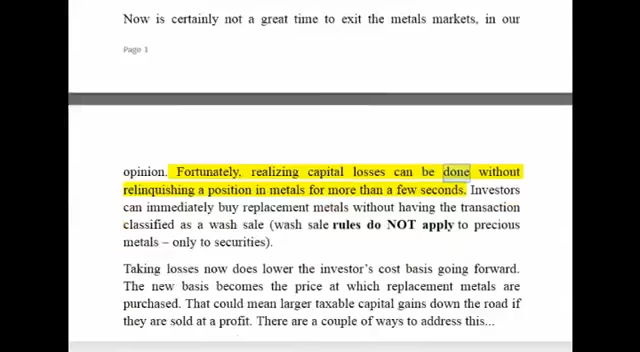 Now is certainly not a great time to exit the metals markets, in our
Page 1
opinion. Fortunately, realizing capital losses can be done without
relinquishing a position in metals for more than a few seconds. Investors
can immediately buy replacement metals without having the transaction
classified as a wash sale (wash sale rules do NOT apply to precious
metals – only to securities).
Taking losses now does lower the investor's cost basis going forward.
The new basis becomes the price at which replacement metals are
purchased. That could mean larger taxable capital gains down the road if
they are sold at a profit. There are a couple of ways to address this...